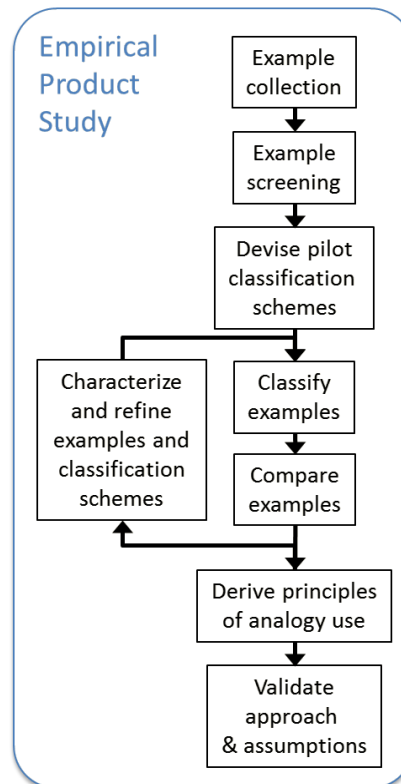 Empirical
Product
Study
Example
collection
Example
screening
Devise pilot
classification
schemes
Characterize
and refine
examples and
classification
schemes
Classify
examples
Compare
examples
Derive principles
of analogy use
Validate
approach
& assumptions